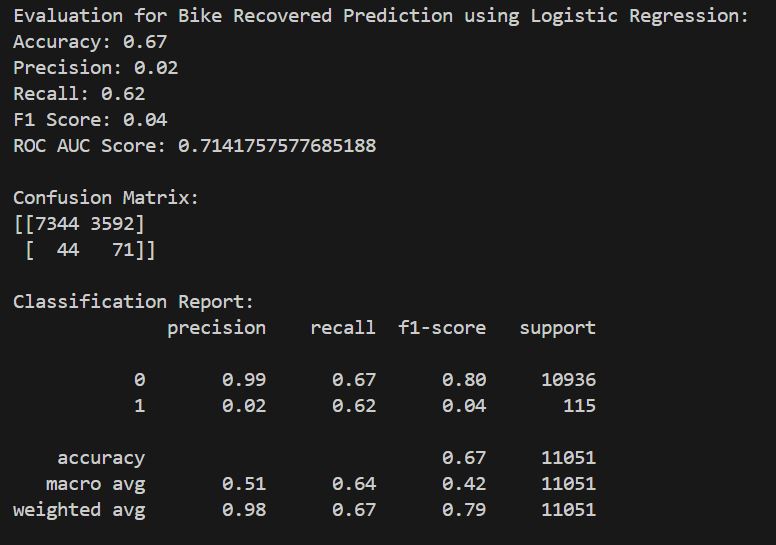 Evaluation for Bike Recovered Prediction using Logistic Regression:
Accuracy: 0.67
Precision: 0.02
Recall: 0.62
F1 Score: 0.04
ROC AUC Score: 0.7141757577685188
Confusion Matrix:
[[7344 3592]
 [  44   71]]
Classification Report:
              precision    recall  f1-score   support
           0       0.99      0.67      0.80     10936
           1       0.02      0.62      0.04       115
    accuracy                           0.67     11051
   macro avg       0.51      0.64      0.42     11051
weighted avg       0.98      0.67      0.79     11051